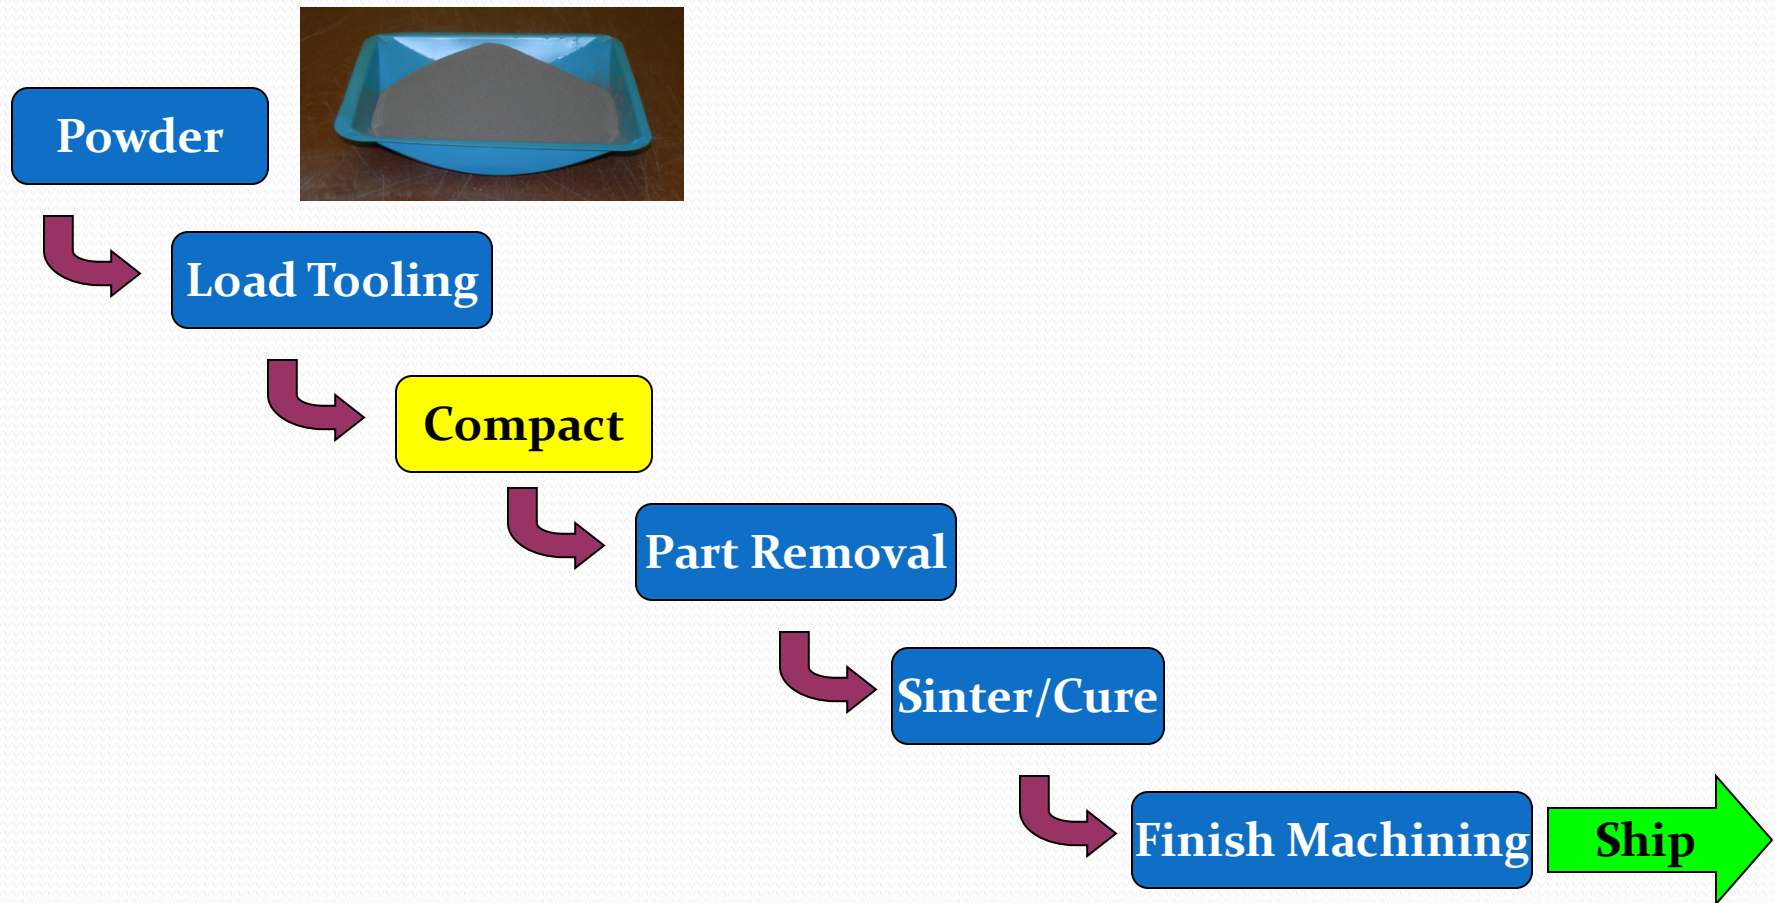 Powder
Load Tooling
Compact
Part Removal
Sinter/Cure
Finish Machining
Ship